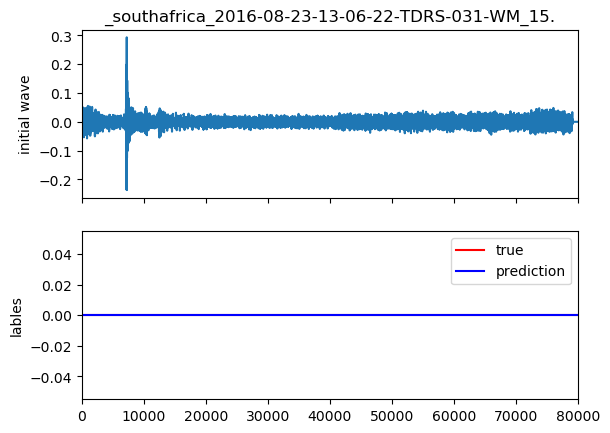 _southafrica_2016-08-23-13-06-22-TDRS-031-WM_15.
initial wave
0.3
0.2
0.1
0.0
−0.1
−0.2
lables
0.04
0.02
0.00
−0.02
−0.04
true
prediction
0 10000 20000 30000 40000 50000 60000 70000 80000